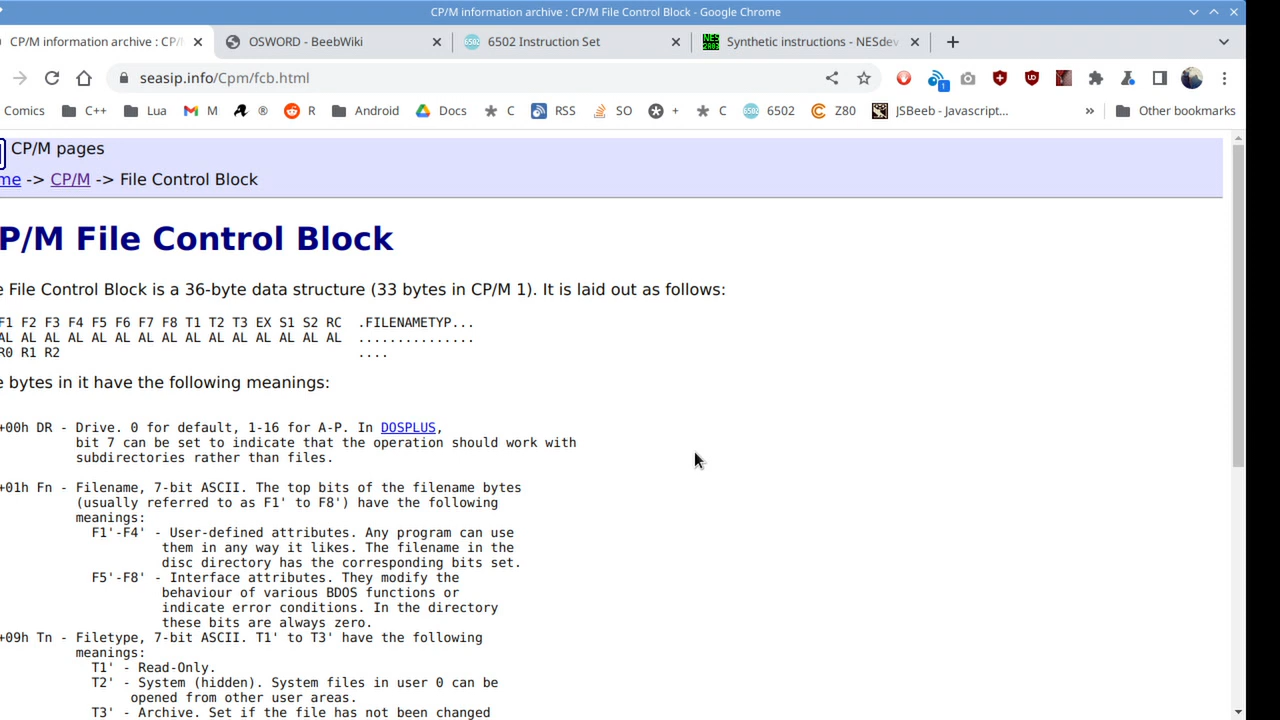 CP/M information archive : CP/M File Control Block - Google Chrome
CP/M information archive : CP/
OSWORD - BeebWiki
6502 Instruction Set
Synthetic instructions - NESdev
seasip.info/Cpm/fcb.html
1
Comics
C++
Lua
M
®
R
Android
Docs
C
RSS
SO
+
C
6502
Z80
JSBeeb - Javascript...
»
Other bookmarks
CP/M pages
me -> CP/M -> File Control Block
P/M File Control Block
e File Control Block is a 36-byte data structure (33 bytes in CP/M 1). It is laid out as follows:
F1 F2 F3 F4 F5 F6 F7 F8 T1 T2 T3 EX S1 S2 RC .FILENAMETYP...
AL AL AL AL AL AL AL AL AL AL AL AL AL AL AL ...............
R0 R1 R2 ....
e bytes in it have the following meanings:
+00h DR - Drive. 0 for default, 1-16 for A-P. In DOSPLUS,
bit 7 can be set to indicate that the operation should work with
subdirectories rather than files.
+01h Fn - Filename, 7-bit ASCII. The top bits of the filename bytes
(usually referred to as F1' to F8') have the following
meanings:
F1'-F4' - User-defined attributes. Any program can use
them in any way it likes. The filename in the
disc directory has the corresponding bits set.
F5'-F8' - Interface attributes. They modify the
behaviour of various BDOS functions or
indicate error conditions. In the directory
these bits are always zero.
+09h Tn - Filetype, 7-bit ASCII. T1' to T3' have the following
meanings:
T1' - Read-Only.
T2' - System (hidden). System files in user 0 can be
opened from other user areas.
T3' - Archive. Set if the file has not been changed